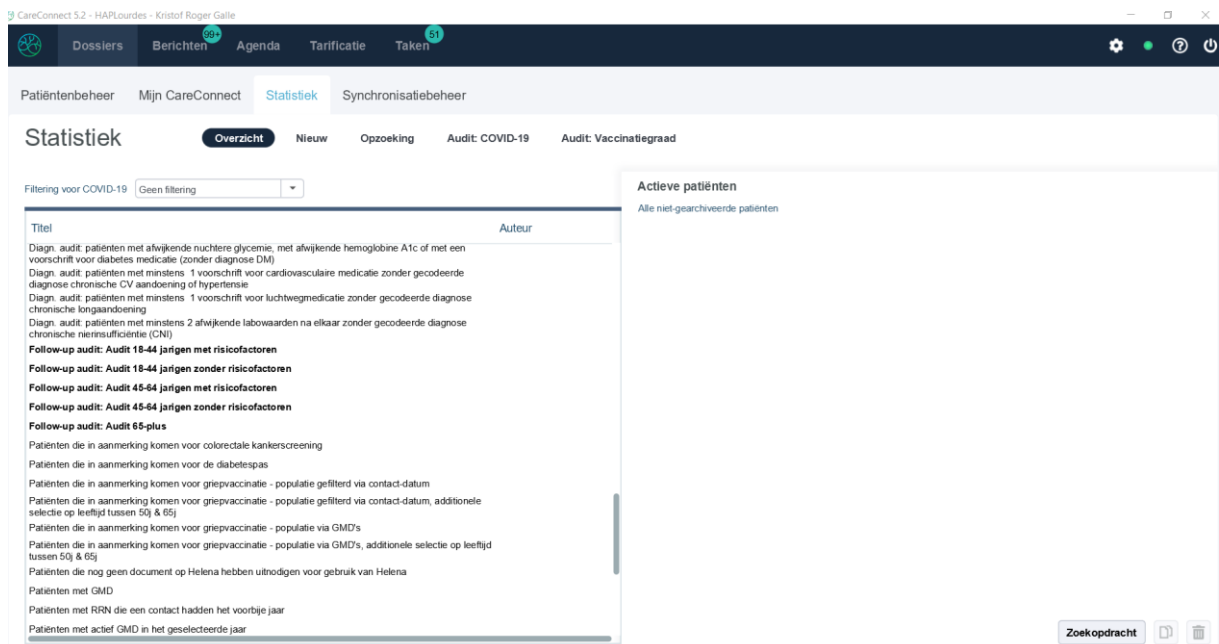 CareConnect 5.2 - HAPLourdes - Kristof Roger Galle
Dossiers Berichten 99+ Agenda Tarificatie Taken 51
Patiëntenbeheer Mijn CareConnect Statistiek Synchronisatiebeheer
Statistiek Overzicht Nieuw Opzoeking Audit: COVID-19 Audit: Vaccinatiegraad
Filtering voor COVID-19 Geen filtering
Titel Auteur
Diagn. audit: patiënten met afwijkende nuchtere glycemie, met afwijkende hemoglobine A1c of met een
voorschrift voor diabetes medicatie (zonder diagnose DM)
Diagn. audit: patiënten met minstens 1 voorschrift voor cardiovasculaire medicatie zonder gecodeerde
diagnose chronische CV aandoening of hypertensie
Diagn. audit: patiënten met minstens 1 voorschrift voor luchtwegmedicatie zonder gecodeerde diagnose
chronische longaandoening
Diagn. audit: patiënten met minstens 2 afwijkende labowaarden na elkaar zonder gecodeerde diagnose
chronische nierinsufficiëntie (CNI)
Follow-up audit: Audit 18-44 jarigen met risicofactoren
Follow-up audit: Audit 18-44 jarigen zonder risicofactoren
Follow-up audit: Audit 45-64 jarigen met risicofactoren
Follow-up audit: Audit 45-64 jarigen zonder risicofactoren
Follow-up audit: Audit 65-plus
Patiënten die in aanmerking komen voor colorectale kankerscreening
Patiënten die in aanmerking komen voor de diabetespas
Patiënten die in aanmerking komen voor griepvaccinatie - populatie gefilterd via contact-datum
Patiënten die in aanmerking komen voor griepvaccinatie - populatie gefilterd via contact-datum, additionele
selectie op leeftijd tussen 50j & 65j
Patiënten die in aanmerking komen voor griepvaccinatie - populatie via GMD's
Patiënten die in aanmerking komen voor griepvaccinatie - populatie via GMD's, additionele selectie op leeftijd
tussen 50j & 65j
Patiënten die nog geen document op Helena hebben uitnodigen voor gebruik van Helena
Patiënten met GMD
Patiënten met RRN die een contact hadden het voorbije jaar
Patiënten met actief GMD in het geselecteerde jaar
Actieve patiënten
Alle niet-gearchiveerde patiënten
Zoekopdracht